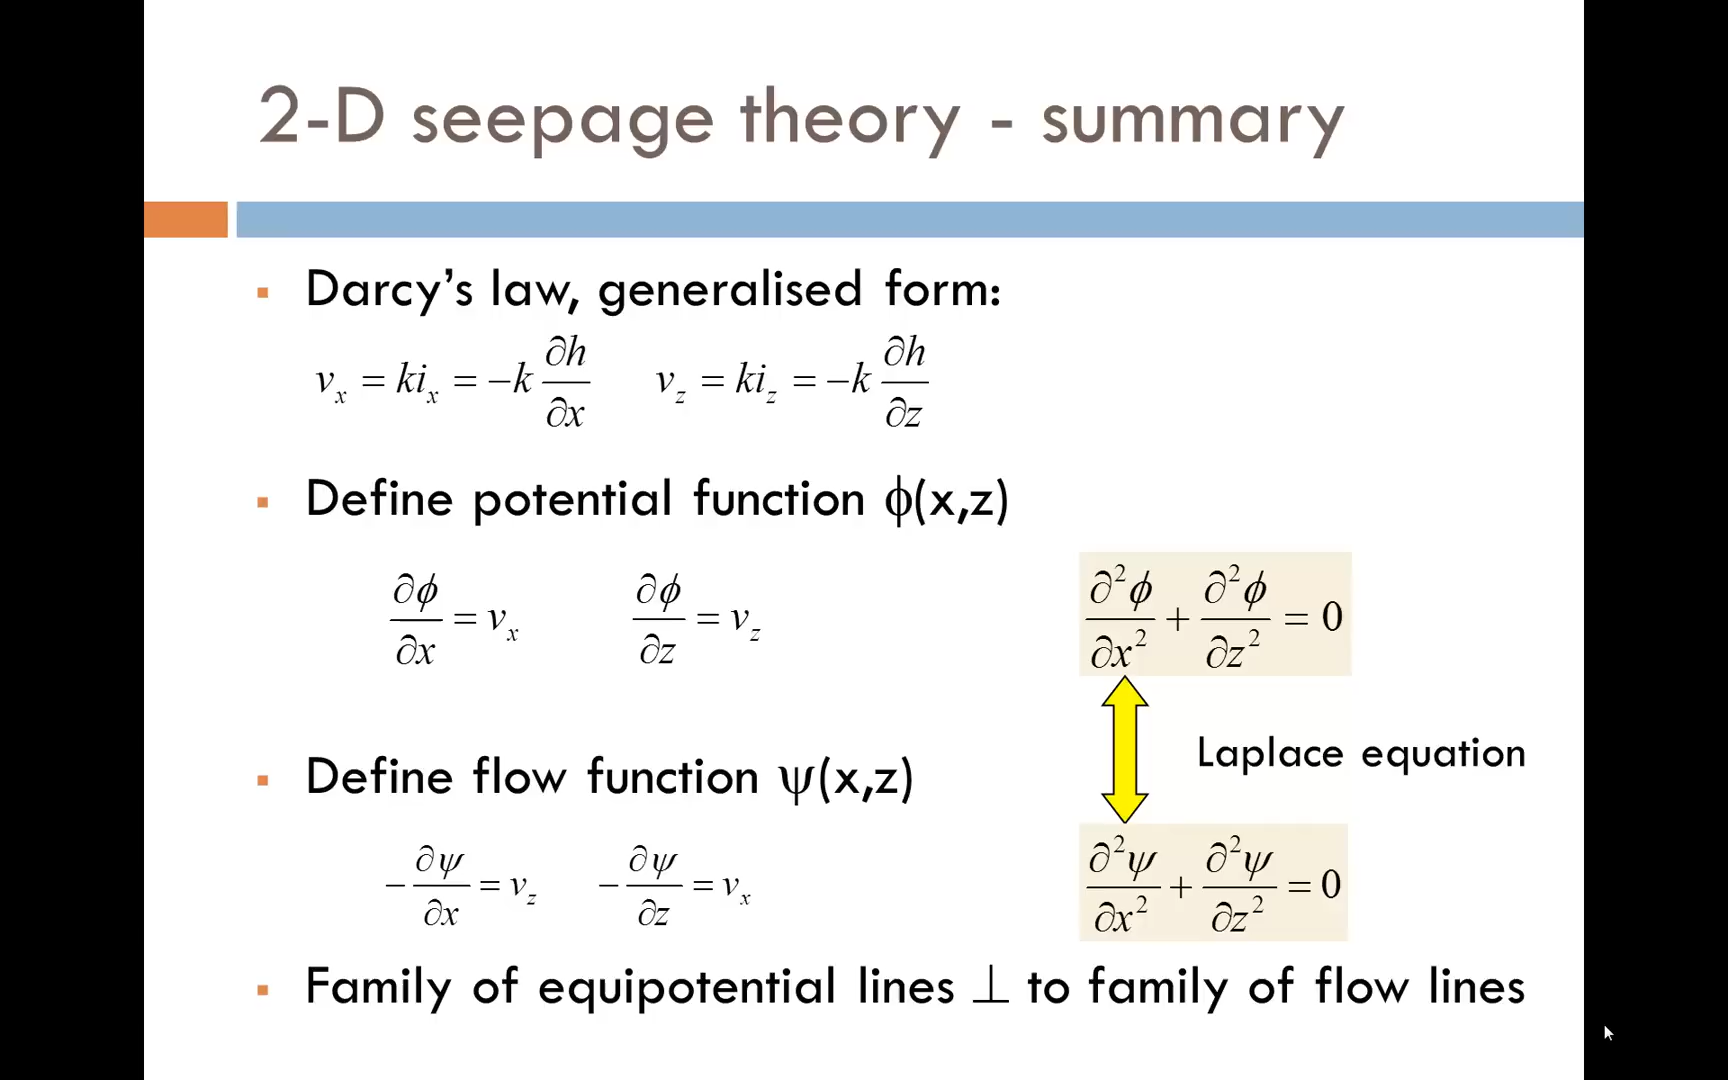 2-D seepage theory - summary
▪ Darcy's law, generalised form:
v_x = ki_x = −k ∂h/∂x    v_z = ki_z = −k ∂h/∂z
▪ Define potential function ϕ(x,z)
∂ϕ/∂x = v_x    ∂ϕ/∂z = v_z    ∂²ϕ/∂x² + ∂²ϕ/∂z² = 0
Laplace equation
▪ Define flow function ψ(x,z)
−∂ψ/∂x = v_z    −∂ψ/∂z = v_x    ∂²ψ/∂x² + ∂²ψ/∂z² = 0
▪ Family of equipotential lines ⊥ to family of flow lines